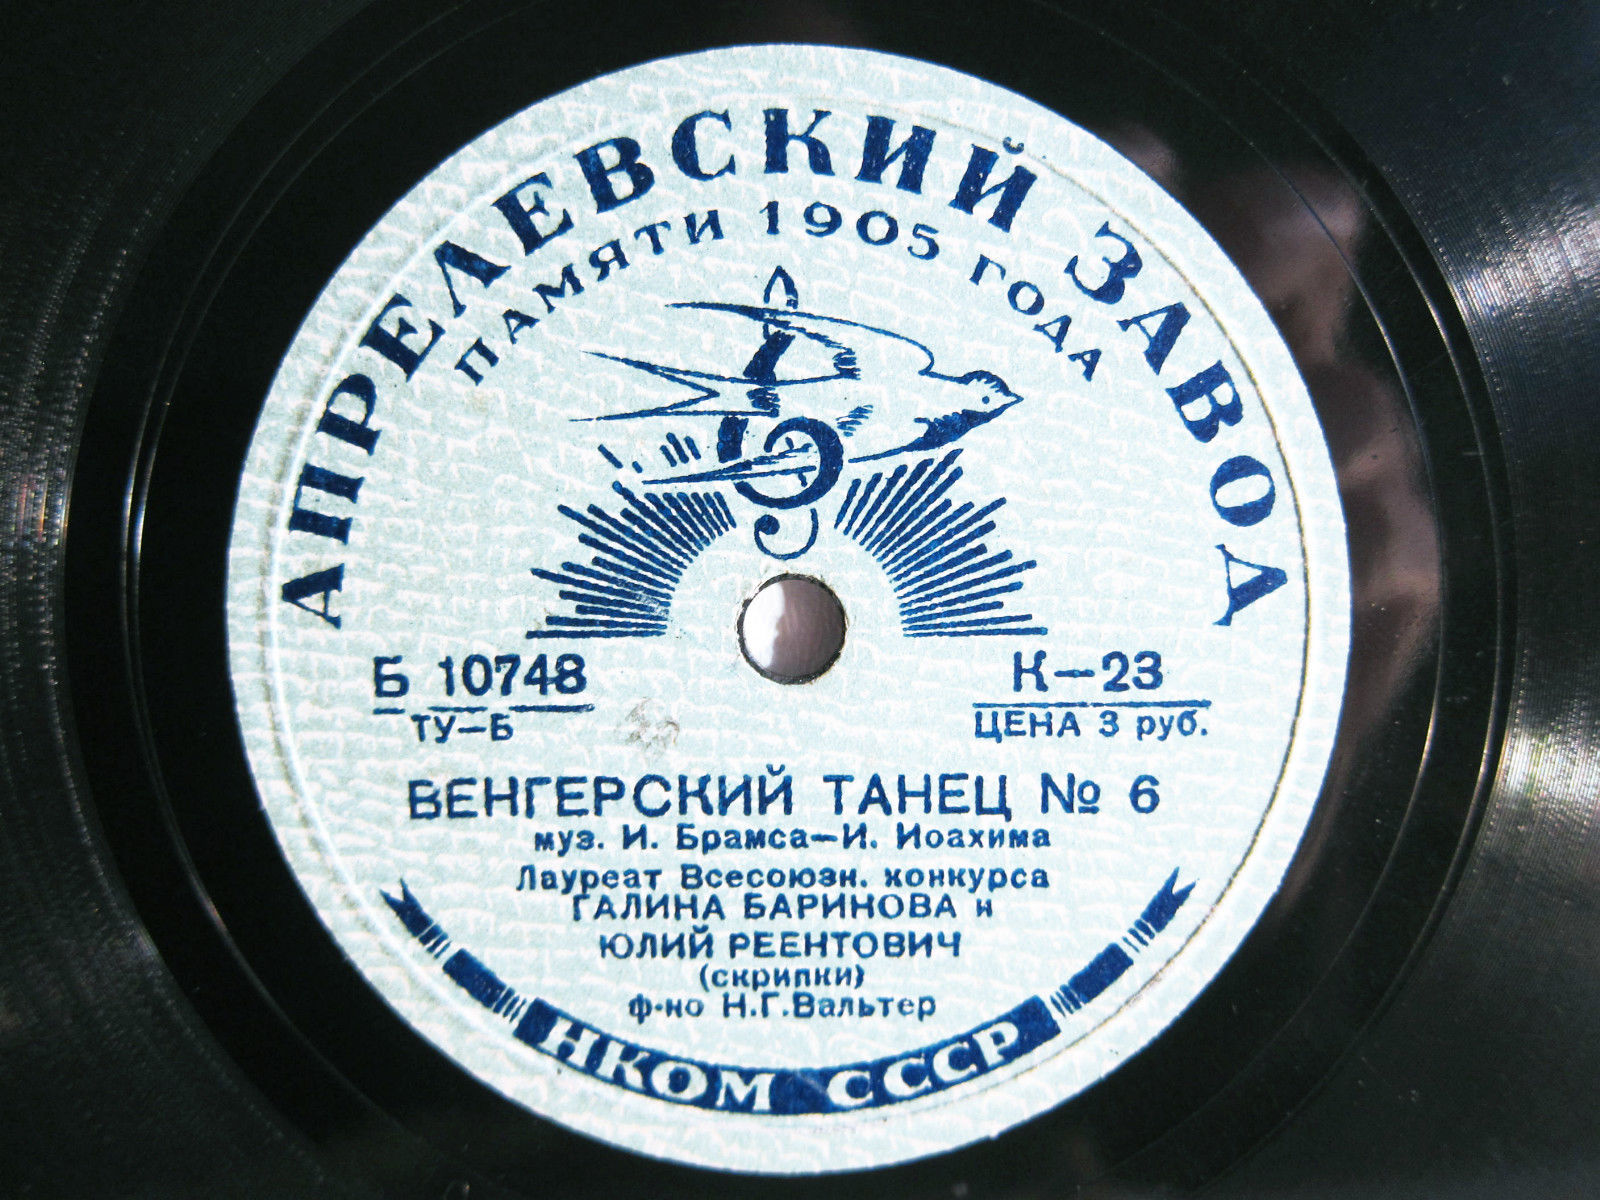 АПРЕЛЕВСКИЙ ЗАВОД
ПАМЯТИ 1905 ГОДА
Б 10748
ТУ—Б
К—23
ЦЕНА 3 руб.
ВЕНГЕРСКИЙ ТАНЕЦ № 6
муз. И. Брамса—И. Иоахима
Лауреат Всесоюзн. конкурса
ГАЛИНА БАРИНОВА и
ЮЛИЙ РЕЕНТОВИЧ
(скрипки)
ф-но Н.Г.Вальтер
НКОМ СССР